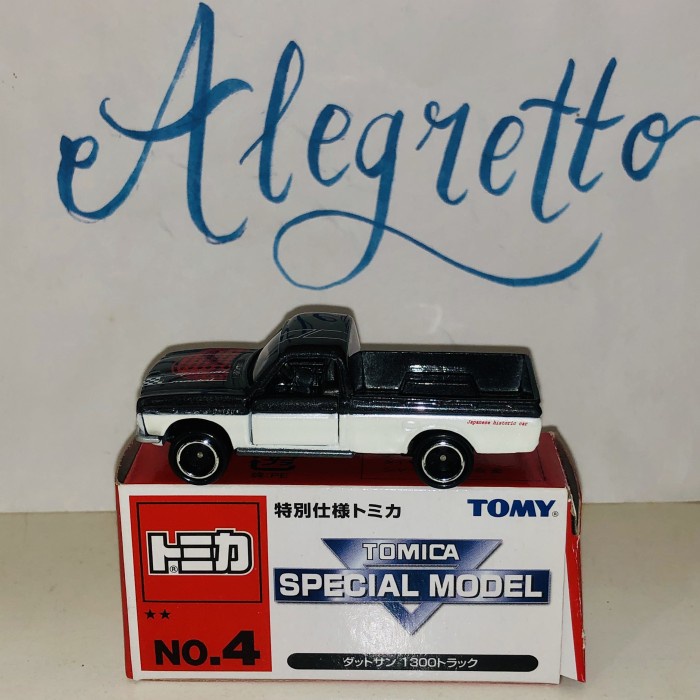 Alegretto
Japanese historic car
特別仕様トミカ
TOMY
トミカ
TOMICA
SPECIAL MODEL
★★
NO.4
ダットサン 1300トラック